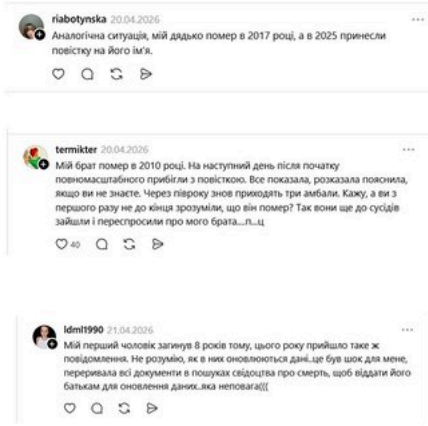 riabotynska 20.04.2026
Аналогічна ситуація, мій дядько помер в 2017 році, а в 2025 принесли
повістку на його ім'я.
termikter 20.04.2026
Мій брат помер в 2010 році. На наступний день після початку
повномасштабного прибігли з повісткою. Все показала, розказала пояснила,
якщо ви не знаєте. Через півроку знов приходять три амбали. Кажу, а ви з
першого разу не до кінця зрозуміли, що він помер? Так вони ще до сусідів
зайшли і переспросили про мого брата...п...ц
40
ldml1990 21.04.2026
Мій перший чоловік загинув 8 років тому, цього року прийшло таке ж
повідомлення. Не розумію, як в них оновлюються дані..це був шок для мене,
переривала всі документи в пошуках свідоцтва про смерть, щоб віддати його
батькам для оновлення даних..яка неповага(((